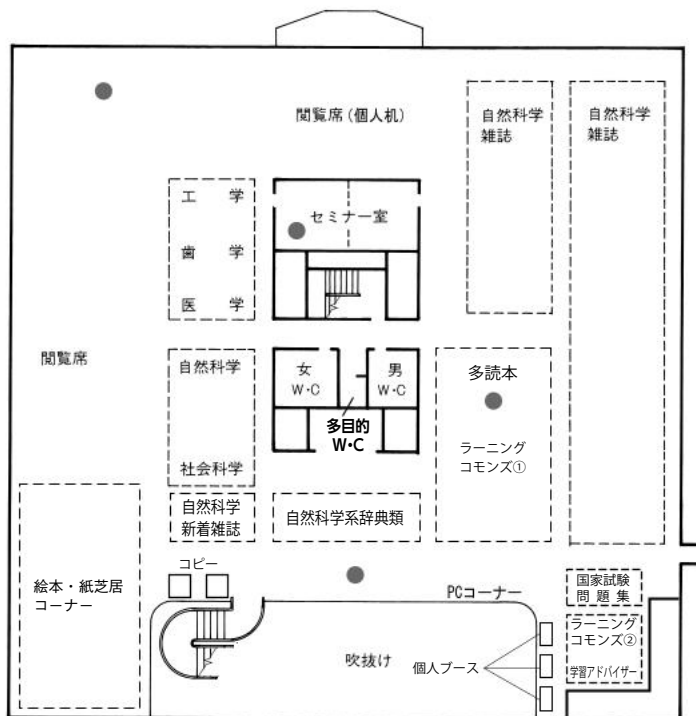 閲覧席(個人机)
自然科学
雑誌
自然科学
雑誌
工 学
歯 学
医 学
セミナー室
閲覧席
自然科学
社会科学
女
W·C
男
W·C
多目的
W·C
多読本
ラーニング
コモンズ①
自然科学
新着雑誌
自然科学系辞典類
絵本・紙芝居
コーナー
コピー
PCコーナー
国家試験
問題集
ラーニング
コモンズ②
学習アドバイザー
吹抜け
個人ブース